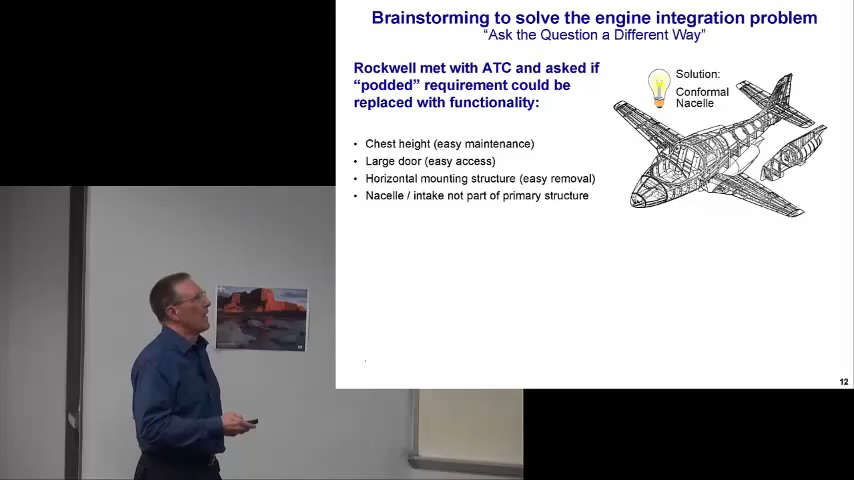 Brainstorming to solve the engine integration problem
“Ask the Question a Different Way”
Rockwell met with ATC and asked if
“podded” requirement could be
replaced with functionality:
Solution:
Conformal
Nacelle
• Chest height (easy maintenance)
• Large door (easy access)
• Horizontal mounting structure (easy removal)
• Nacelle / intake not part of primary structure
12